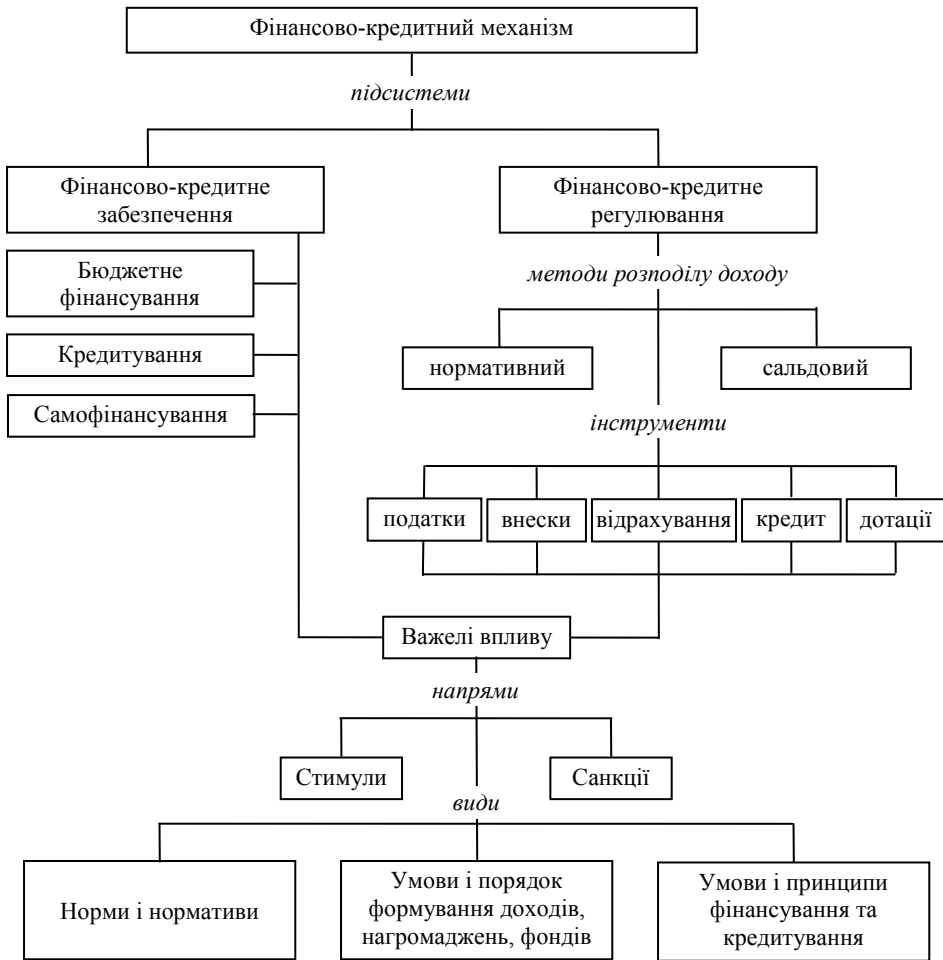 Фінансово-кредитний механізм
підсистеми
Фінансово-кредитне
забезпечення
Фінансово-кредитне
регулювання
Бюджетне
фінансування
Кредитування
Самофінансування
методи розподілу доходу
нормативний
сальдовий
інструменти
податки
внески
відрахування
кредит
дотації
Важелі впливу
напрями
Стимули
Санкції
види
Норми і нормативи
Умови і порядок
формування доходів,
нагромаджень, фондів
Умови і принципи
фінансування та
кредитування